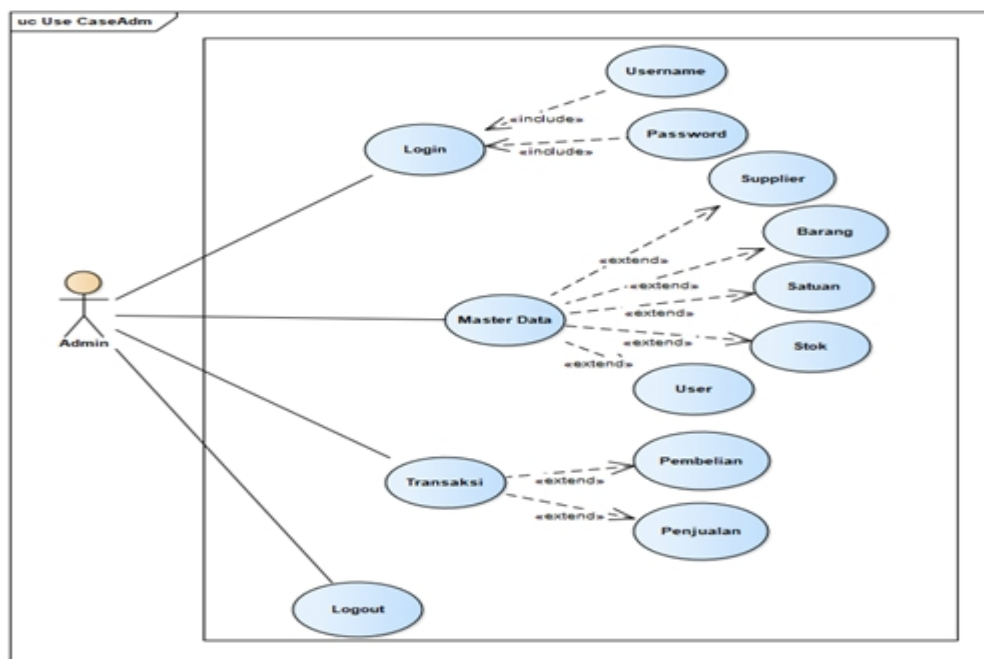 uc Use CaseAdm
Username
«include»
Login
Password
«include»
Supplier
Barang
«extend»
«extend»
Satuan
Master Data
«extend»
Admin
«extend»
Stok
«extend»
User
Pembelian
Transaksi
«extend»
«extend»
Penjualan
Logout